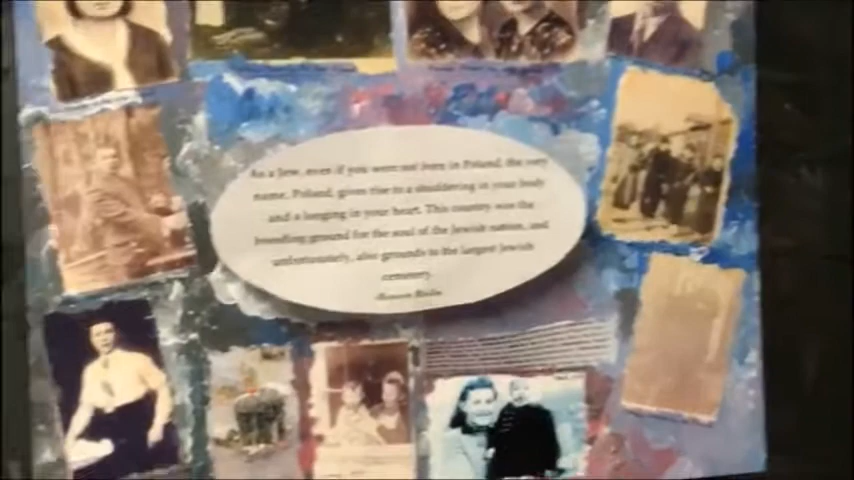 As a Jew, even if you were not born in Poland, the very
name, Poland, gives rise to a shuddering in your body
and a longing in your heart. This country was the
breeding ground for the soul of the Jewish nation, and
unfortunately, also grounds to the largest Jewish
cemetery.